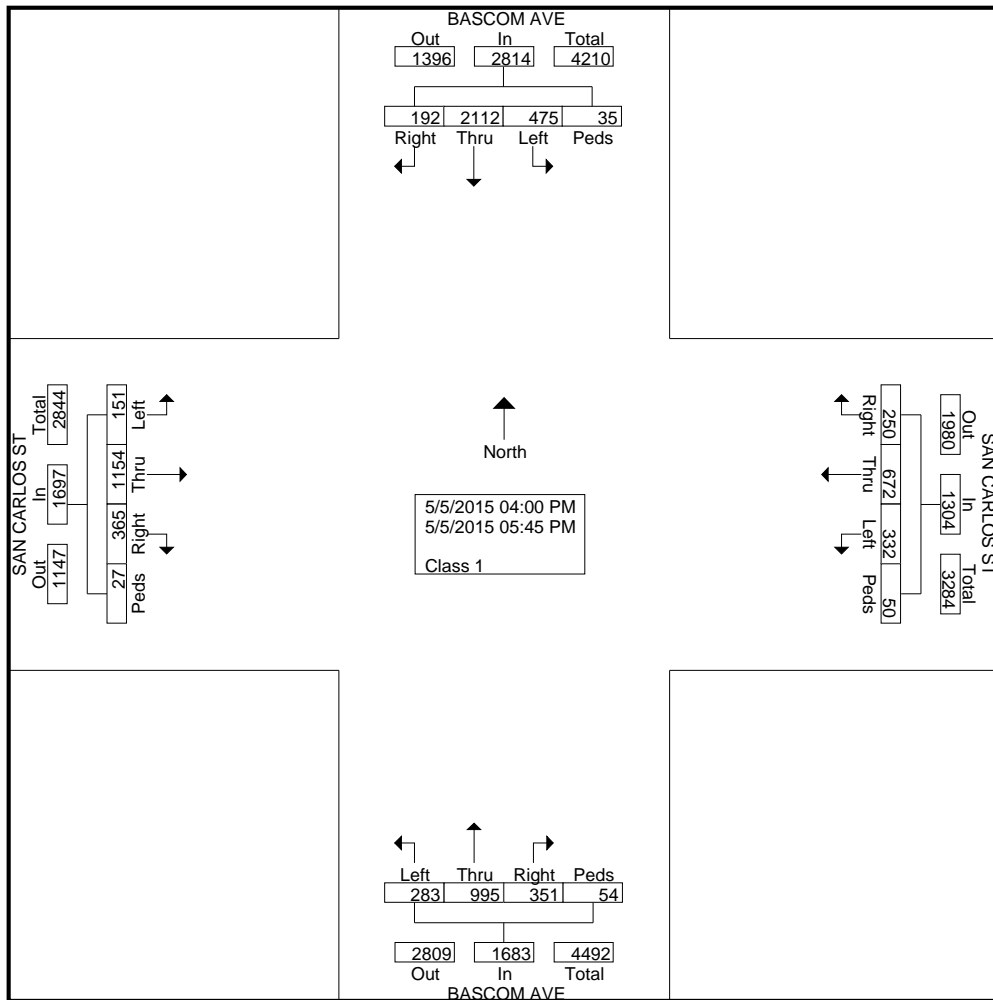 BASCOM AVE
Out In Total
1396 2814 4210
192 2112 475 35
Right Thru Left Peds
SAN CARLOS ST
Total In Out
2844 1697 1147
151 1154 365 27
Left Thru Right Peds
North
5/5/2015 04:00 PM
5/5/2015 05:45 PM
Class 1
Right Thru Left Peds
250 672 332 50
Out In Total
1980 1304 3284
SAN CARLOS ST
Left Thru Right Peds
283 995 351 54
2809 1683 4492
Out In Total
BASCOM AVE